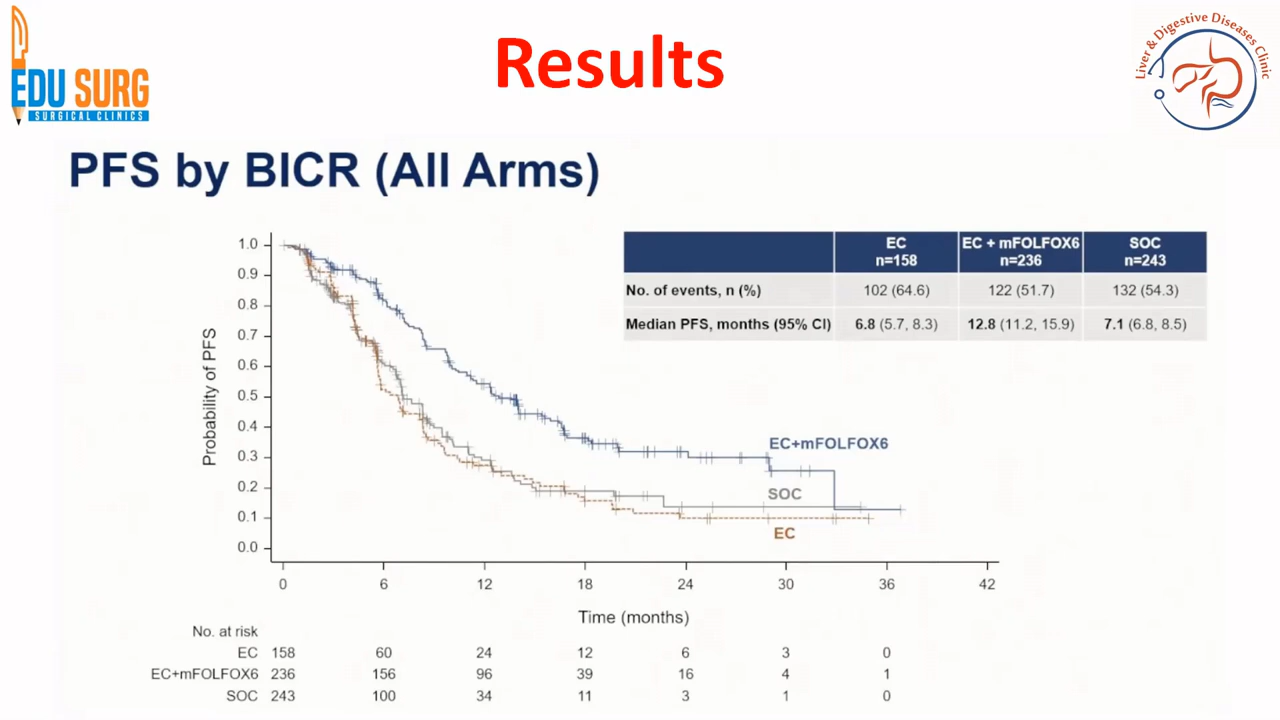 EDU SURG
SURGICAL CLINICS
Results
Liver & Digestive Diseases Clinic
PFS by BICR (All Arms)
EC EC + mFOLFOX6 SOC
n=158 n=236 n=243
No. of events, n (%) 102 (64.6) 122 (51.7) 132 (54.3)
Median PFS, months (95% CI) 6.8 (5.7, 8.3) 12.8 (11.2, 15.9) 7.1 (6.8, 8.5)
Probability of PFS
1.0
0.9
0.8
0.7
0.6
0.5
0.4
0.3
0.2
0.1
0.0
EC+mFOLFOX6
SOC
EC
0 6 12 18 24 30 36 42
Time (months)
No. at risk
EC 158 60 24 12 6 3 0
EC+mFOLFOX6 236 156 96 39 16 4 1
SOC 243 100 34 11 3 1 0